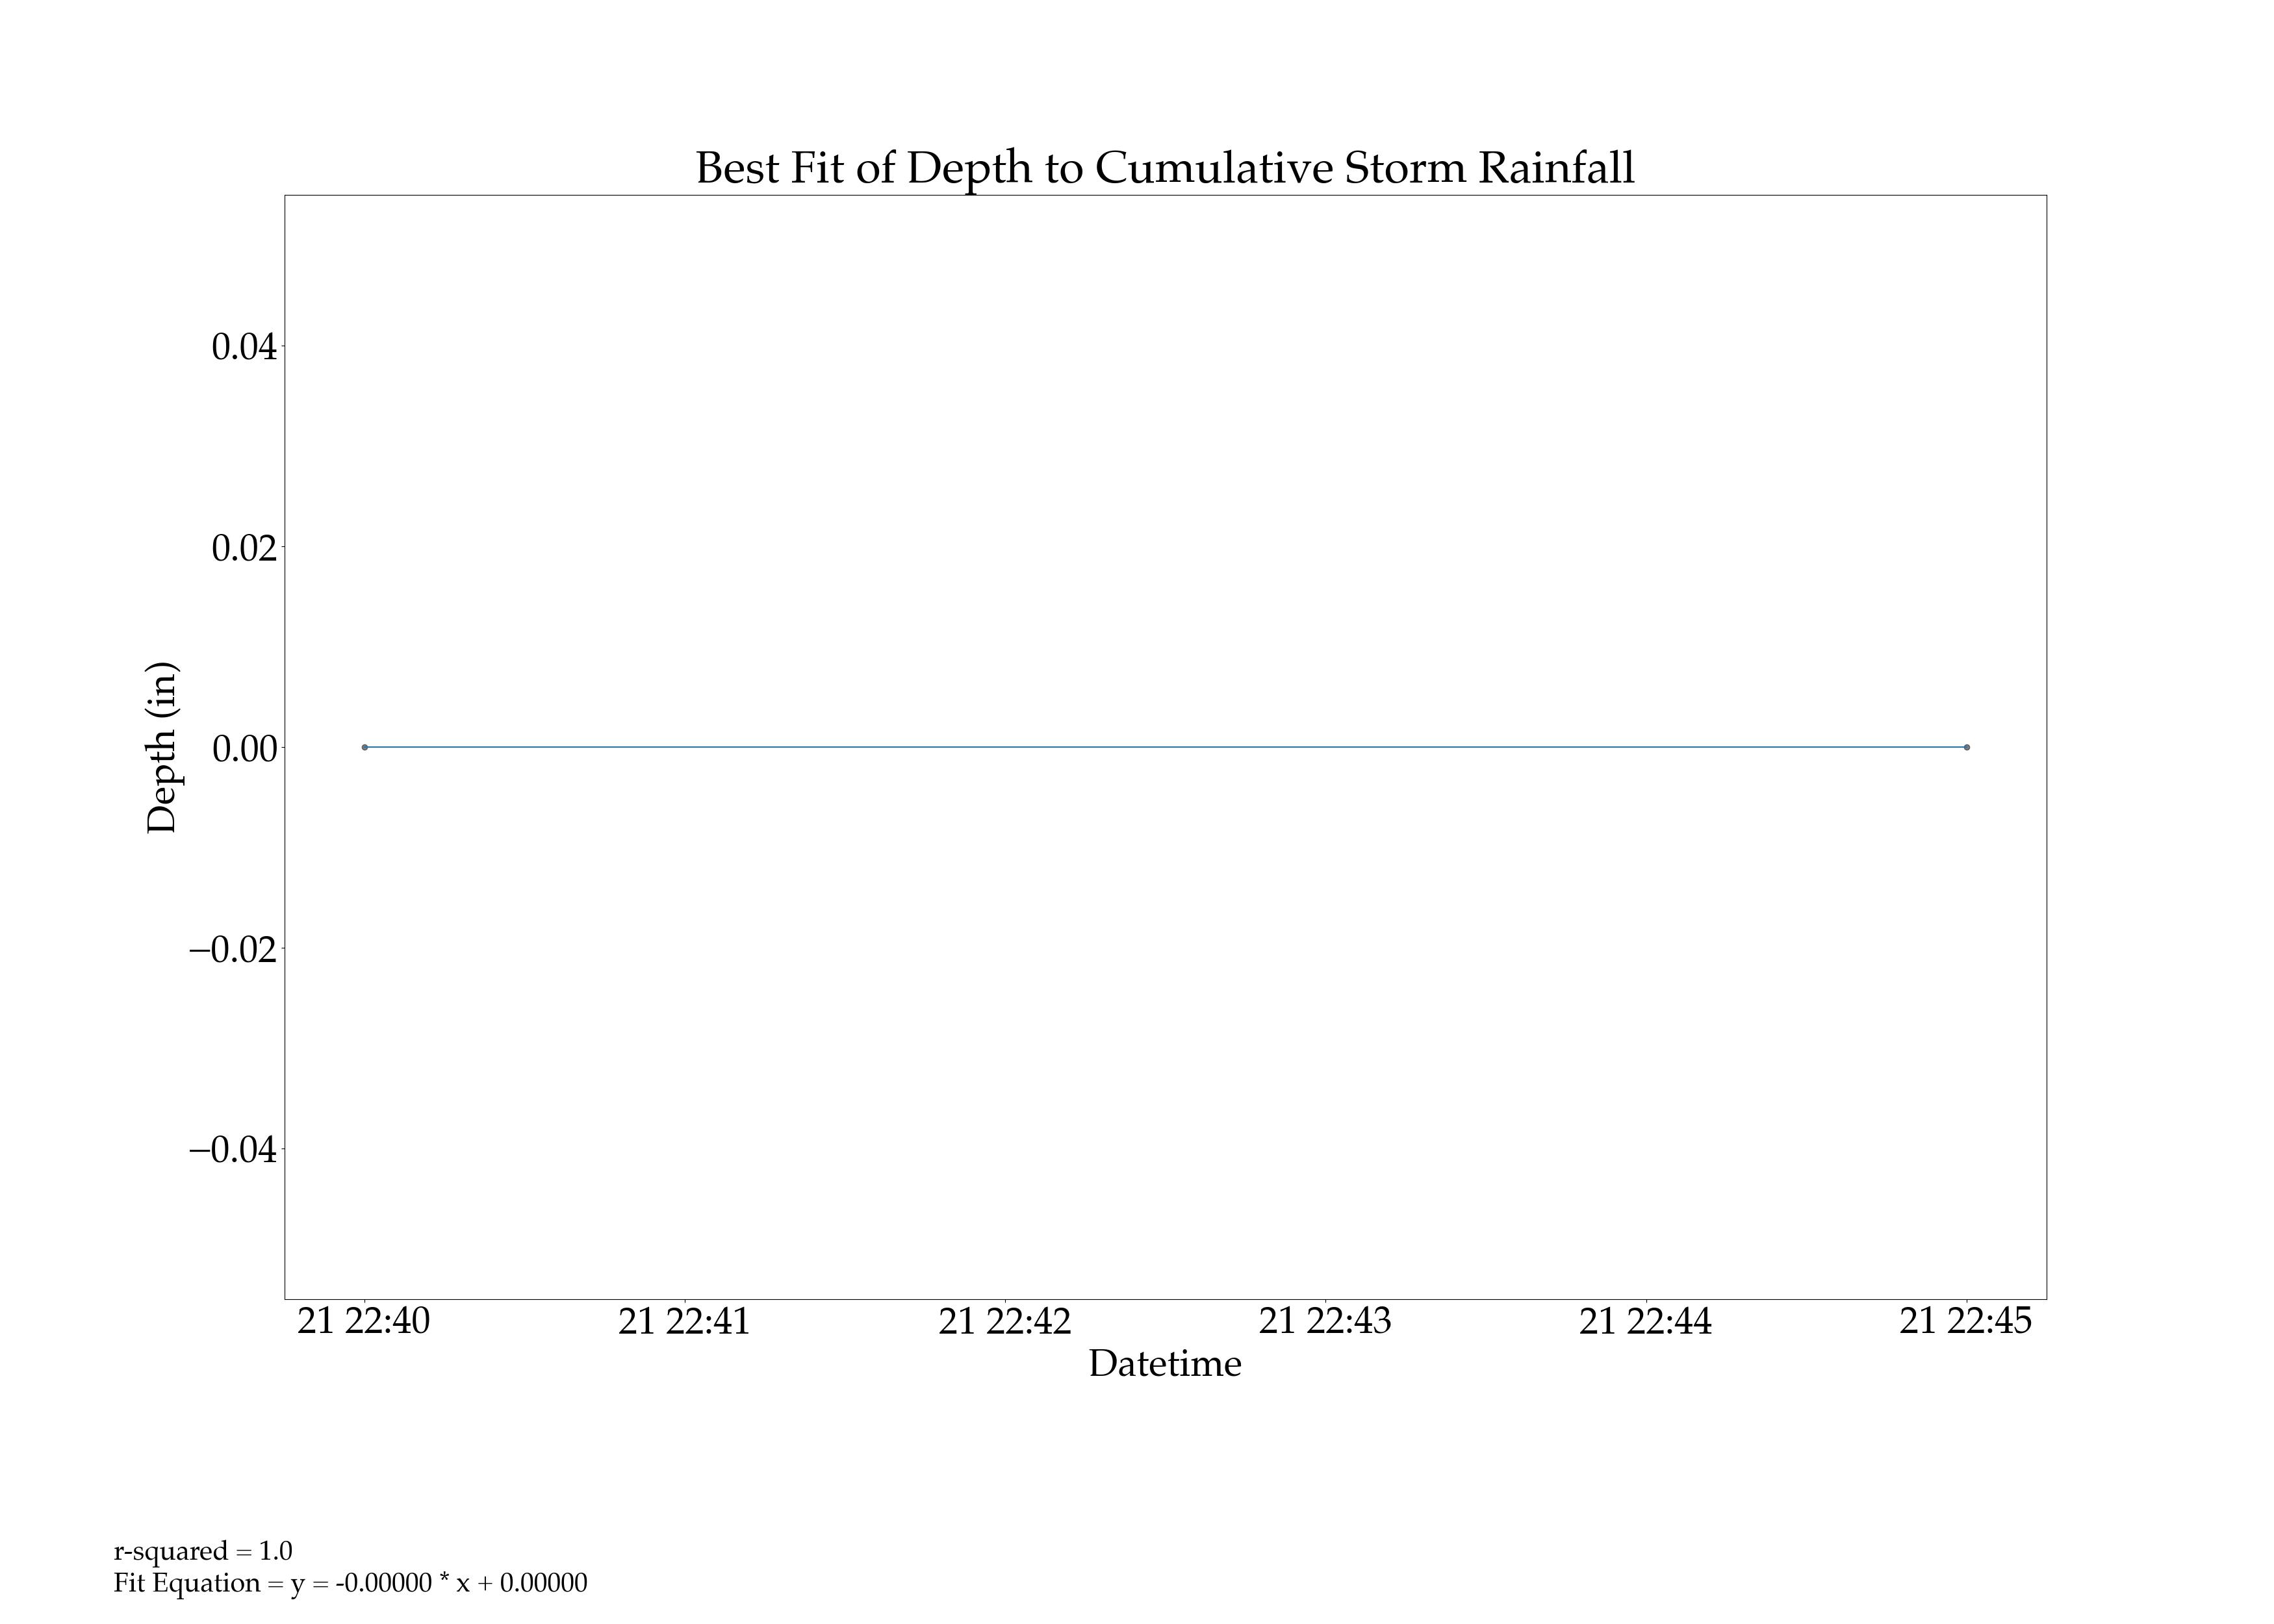 Best Fit of Depth to Cumulative Storm Rainfall
Depth (in)
0.04
0.02
0.00
−0.02
−0.04
21 22:40 21 22:41 21 22:42 21 22:43 21 22:44 21 22:45
Datetime
r-squared = 1.0
Fit Equation = y = -0.00000 * x + 0.00000